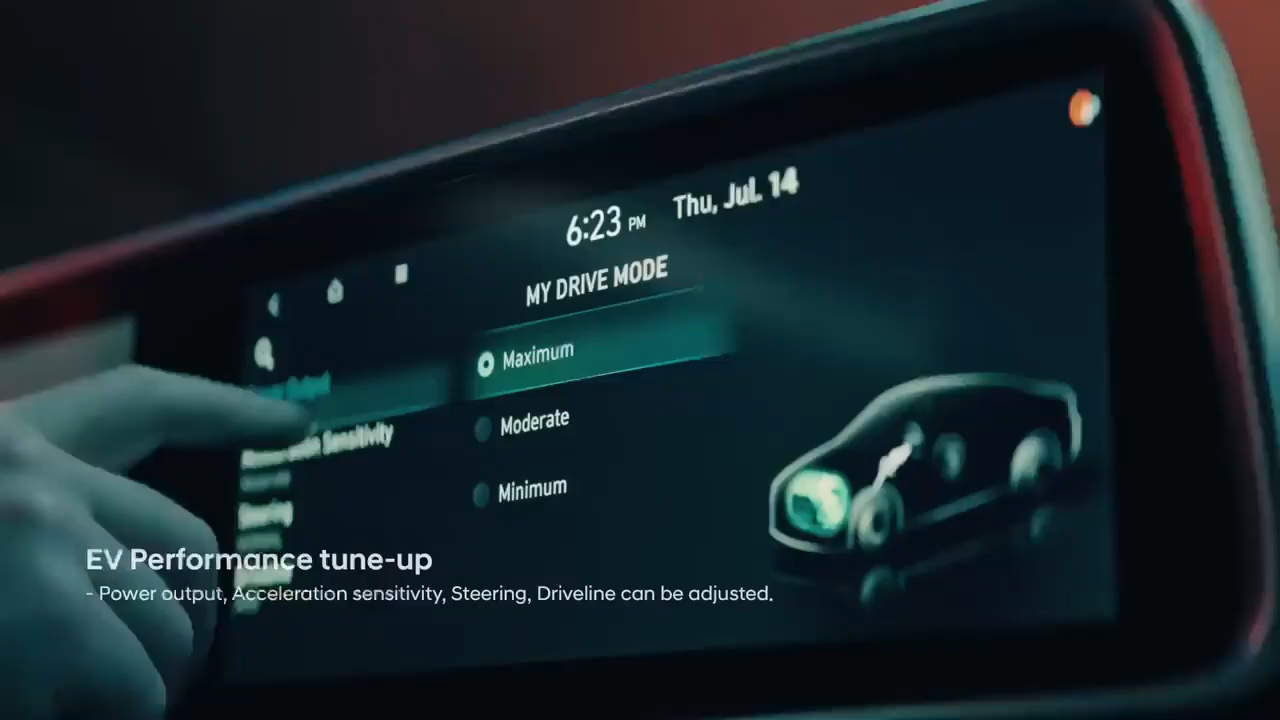 6:23 PM Thu, Jul. 14
MY DRIVE MODE
Maximum
Moderate
Minimum
Sensitivity
Steering
EV Performance tune-up
- Power output, Acceleration sensitivity, Steering, Driveline can be adjusted.